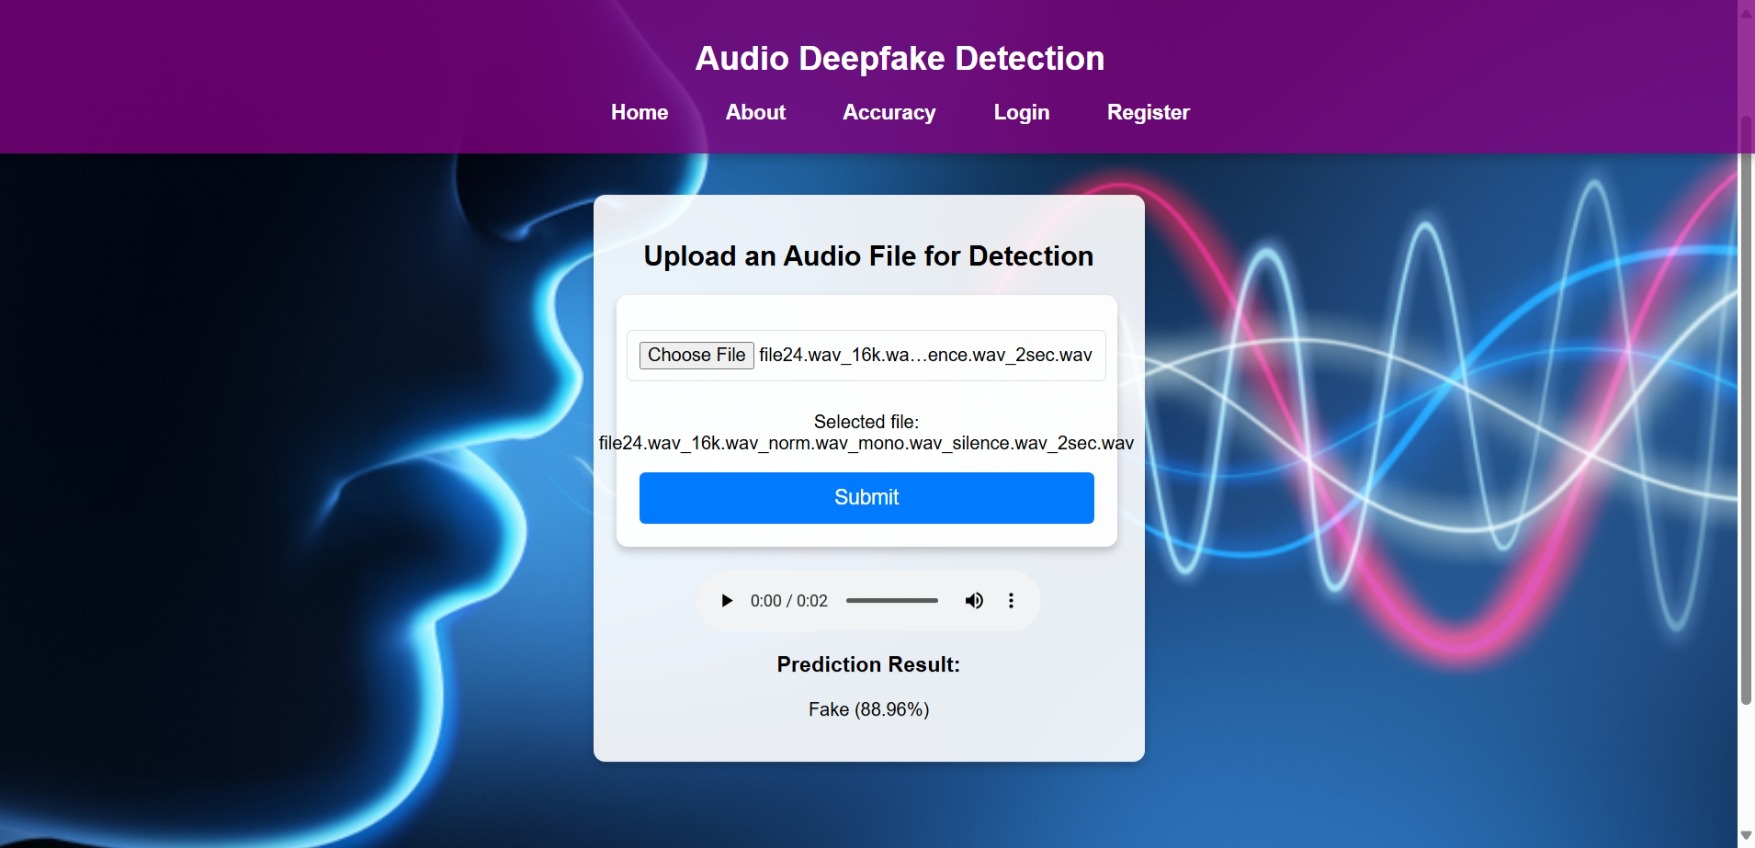 Audio Deepfake Detection
Home About Accuracy Login Register
Upload an Audio File for Detection
Choose File file24.wav_16k.wa…ence.wav_2sec.wav
Selected file:
file24.wav_16k.wav_norm.wav_mono.wav_silence.wav_2sec.wav
Submit
0:00 / 0:02
Prediction Result:
Fake (88.96%)